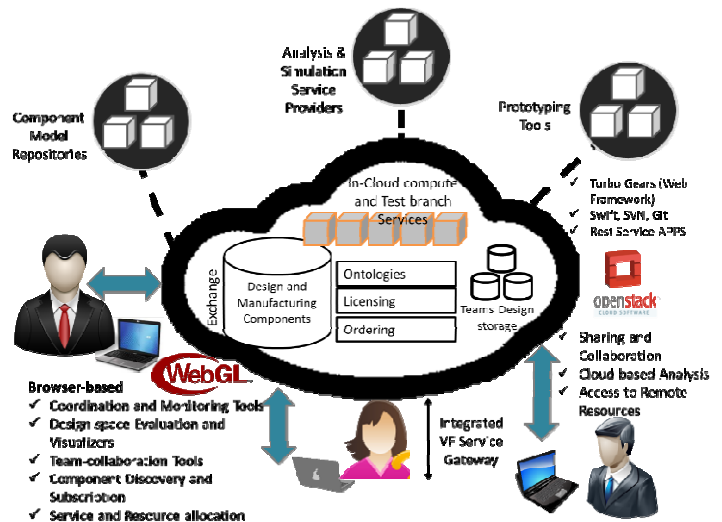 Analysis &
Simulation
Service
Providers
Component
Model
Repositories
Prototyping
Tools
In-Cloud compute
and Test branch
Services
✓ Turbo Gears (Web
Framework)
✓ Swift, SVN, Git
✓ Rest Service APPS
Exchange
Design and
Manufacturing
Components
Ontologies
Licensing
Ordering
Teams Design
storage
openstack
CLOUD SOFTWARE
WebGL
✓ Sharing and
Collaboration
✓ Cloud based Analysis
✓ Access to Remote
Resources
Browser-based
✓ Coordination and Monitoring Tools
✓ Design space Evaluation and
Visualizers
✓ Team-collaboration Tools
✓ Component Discovery and
Subscription
✓ Service and Resource allocation
Integrated
VF Service
Gateway